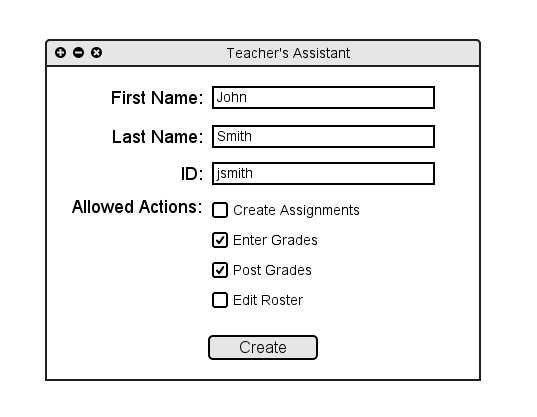 Teacher's Assistant
First Name: John
Last Name: Smith
ID: jsmith
Allowed Actions: Create Assignments
Enter Grades
Post Grades
Edit Roster
Create